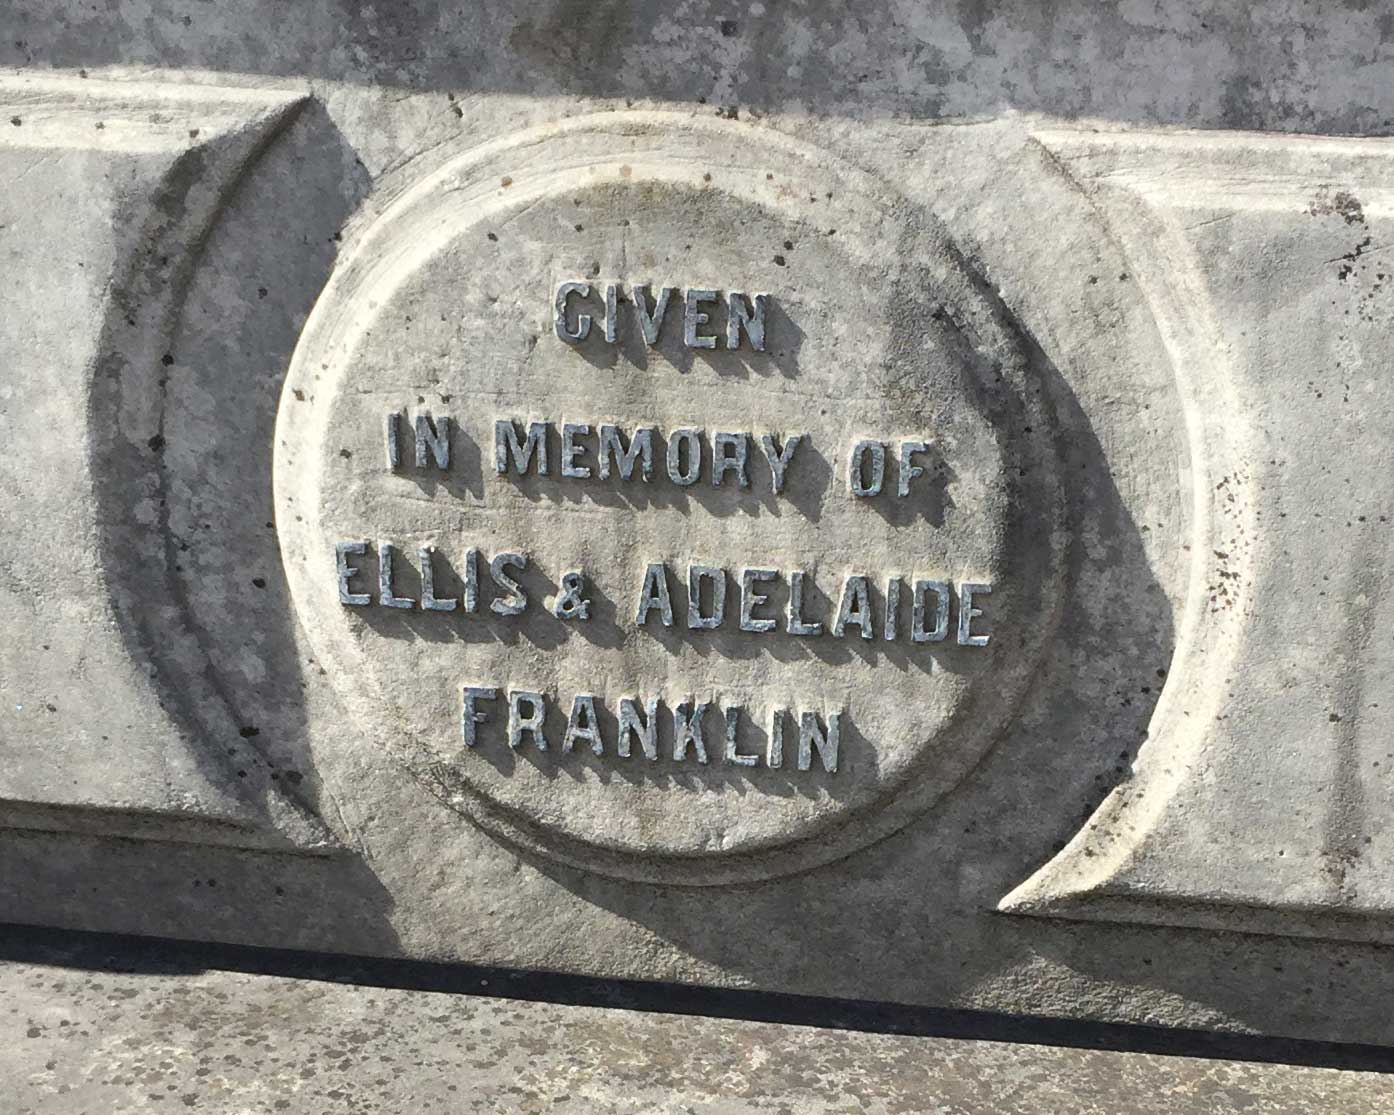 GIVEN
IN MEMORY OF
ELLIS & ADELAIDE
FRANKLIN